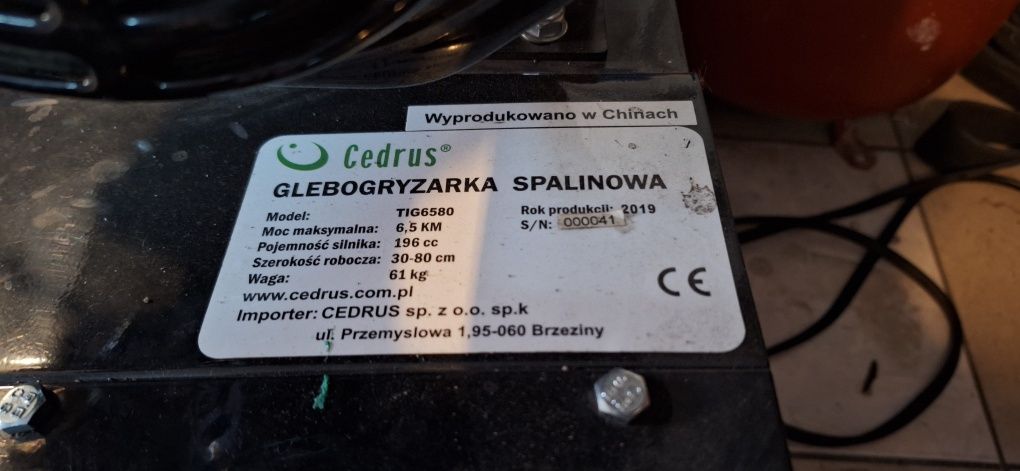 Wyprodukowano w Chinach
Cedrus®
GLEBOGRYZARKA SPALINOWA
Model: TIG6580
Moc maksymalna: 6,5 KM
Pojemność silnika: 196 cc
Szerokość robocza: 30-80 cm
Waga: 61 kg
Rok produkcji: 2019
S/N: 000041
www.cedrus.com.pl
Importer: CEDRUS sp. z o.o. sp.k
ul. Przemyslowa 1,95-060 Brzeziny
CE